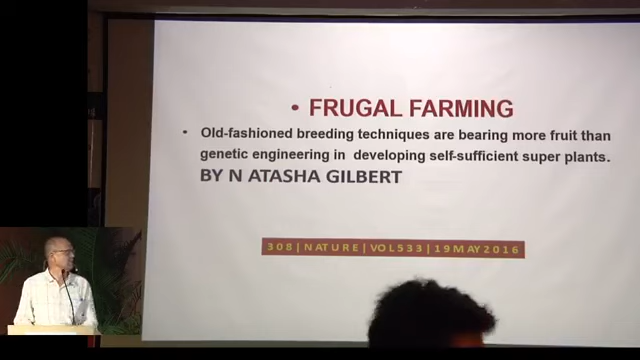 • FRUGAL FARMING
• Old-fashioned breeding techniques are bearing more fruit than
genetic engineering in developing self-sufficient super plants.
BY N ATASHA GILBERT
308 | NATURE | VOL533 | 19 MAY 2016